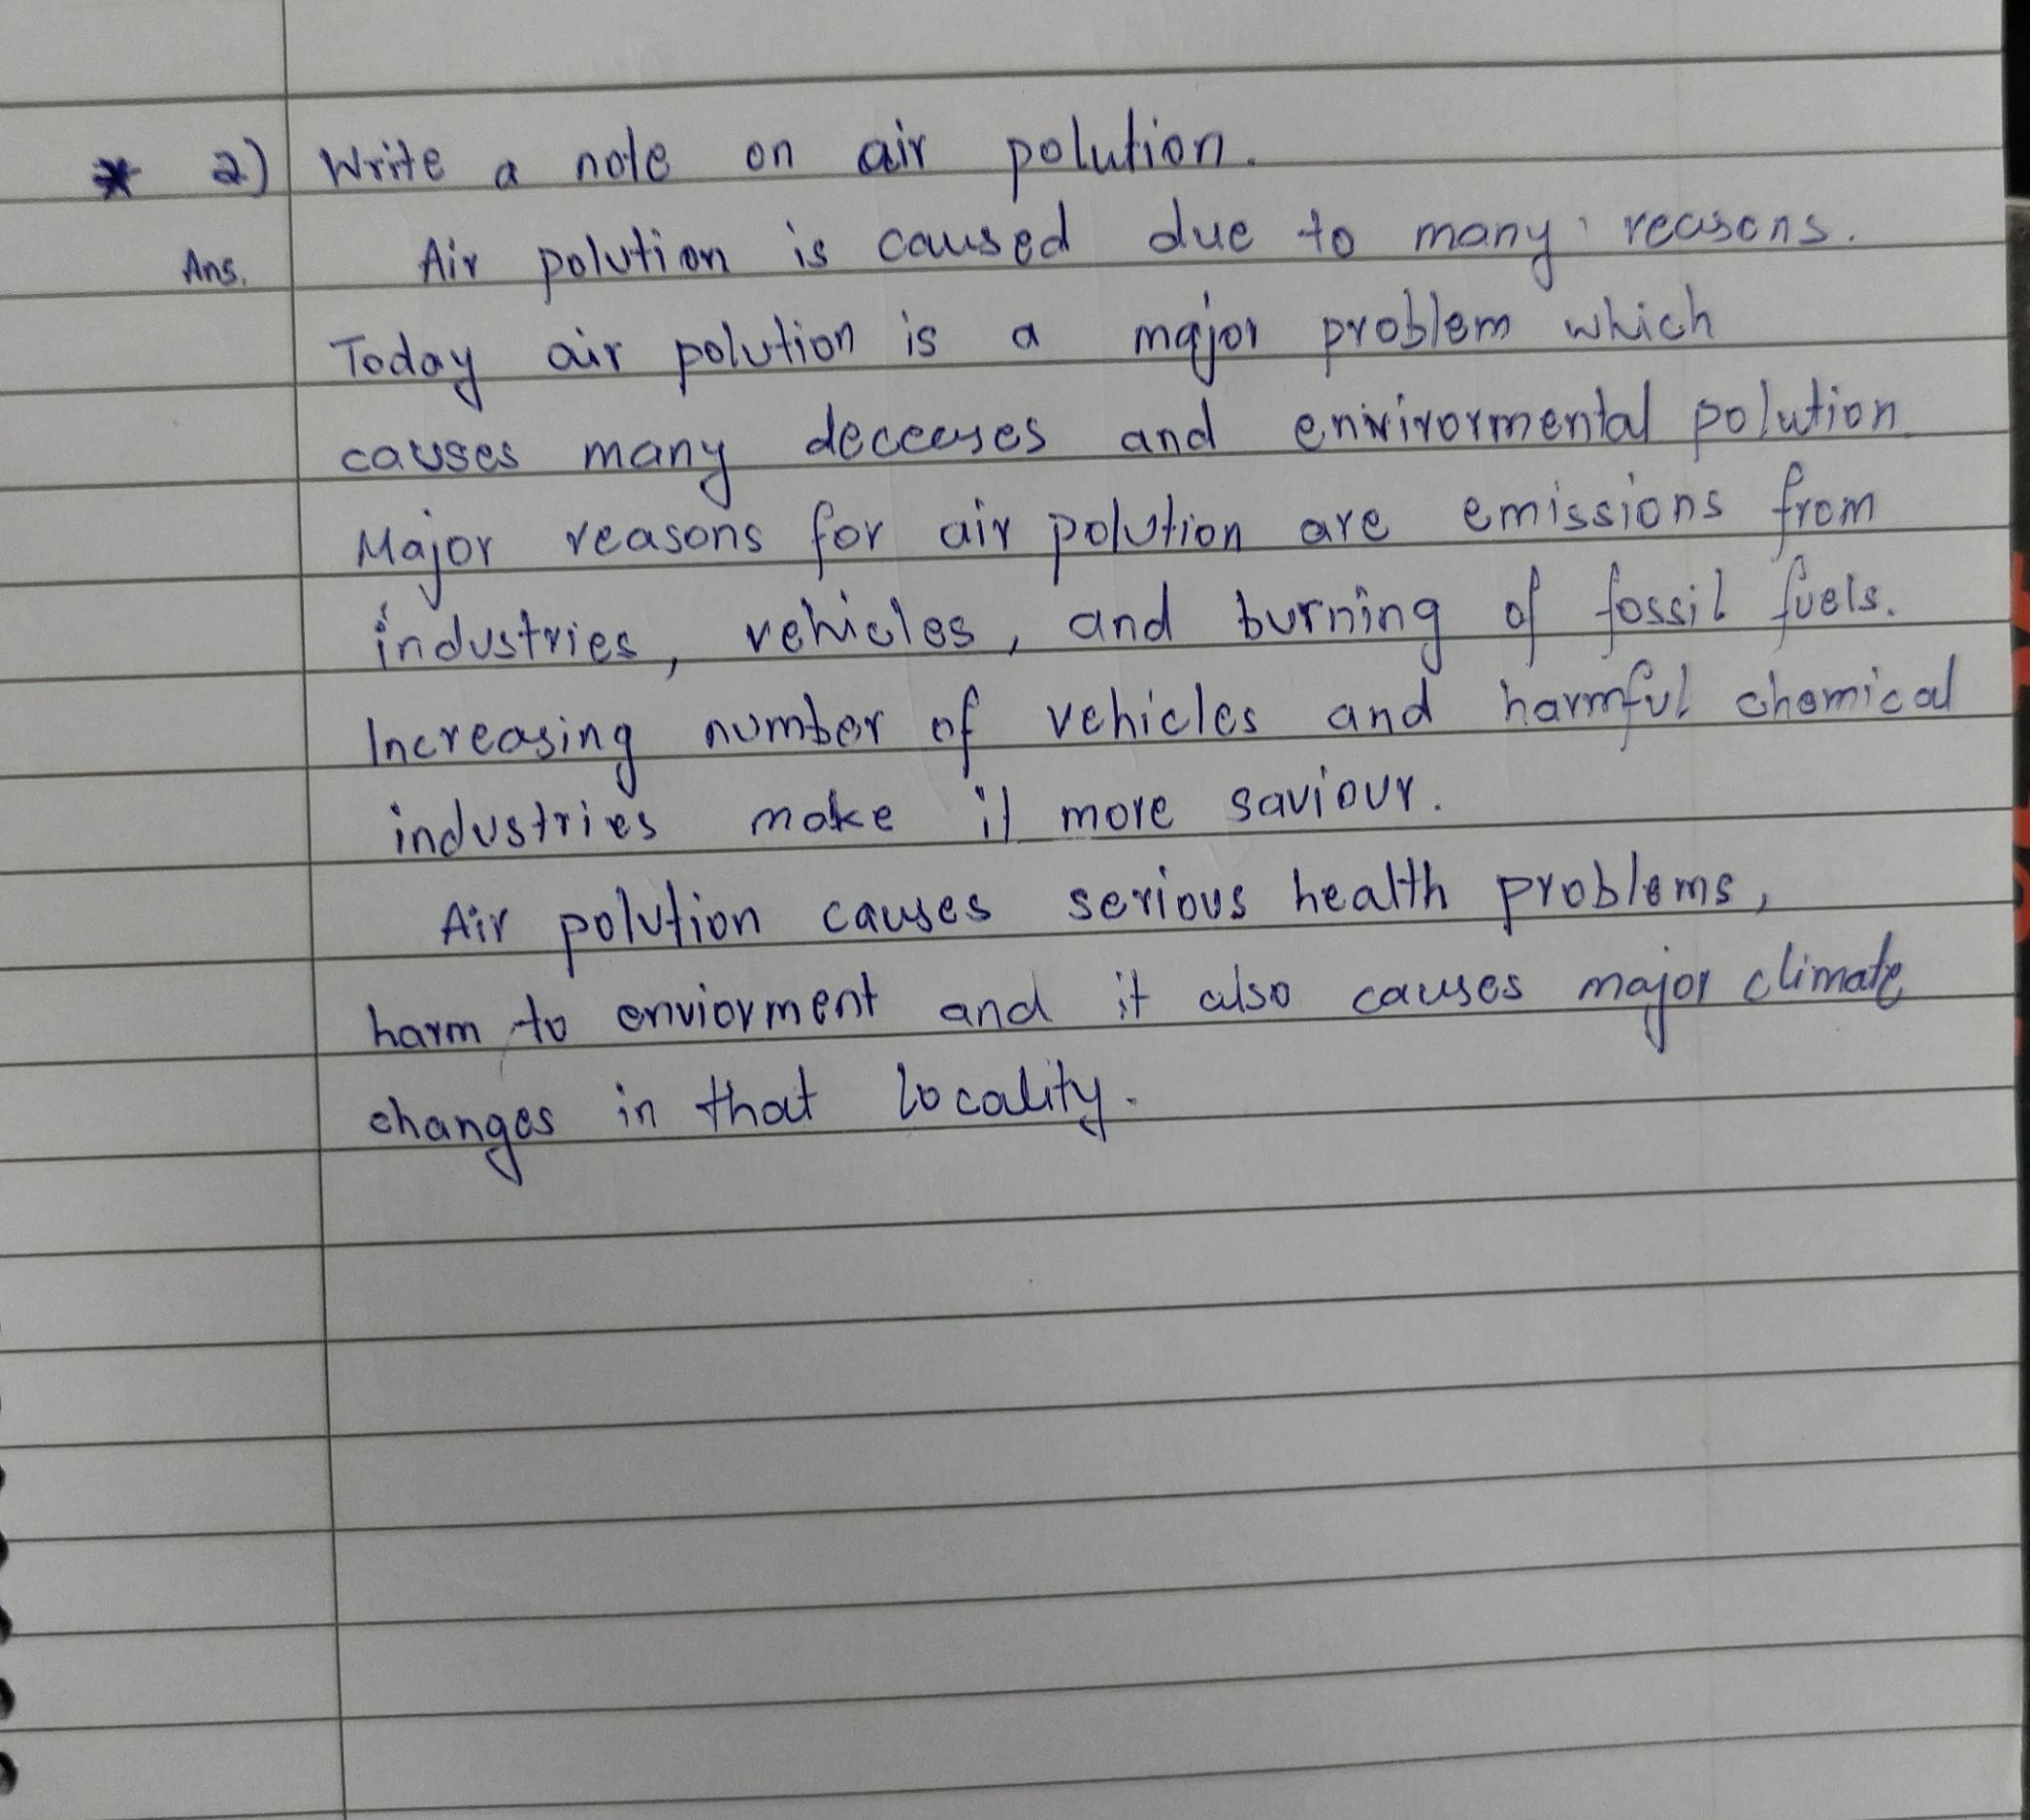 * 2) Write a note on air polution.
Ans. Air polution is caused due to many reasons.
Today air polution is a major problem which
causes many deceeses and envirormental polution
Major reasons for air polution are emissions from
industries, vehicles, and burning of fossil fuels.
Increasing number of vehicles and harmful chemical
industries make it more saviour.
Air polution causes serious health problems,
harm to enviorment and it also causes major climate
changes in that locality.